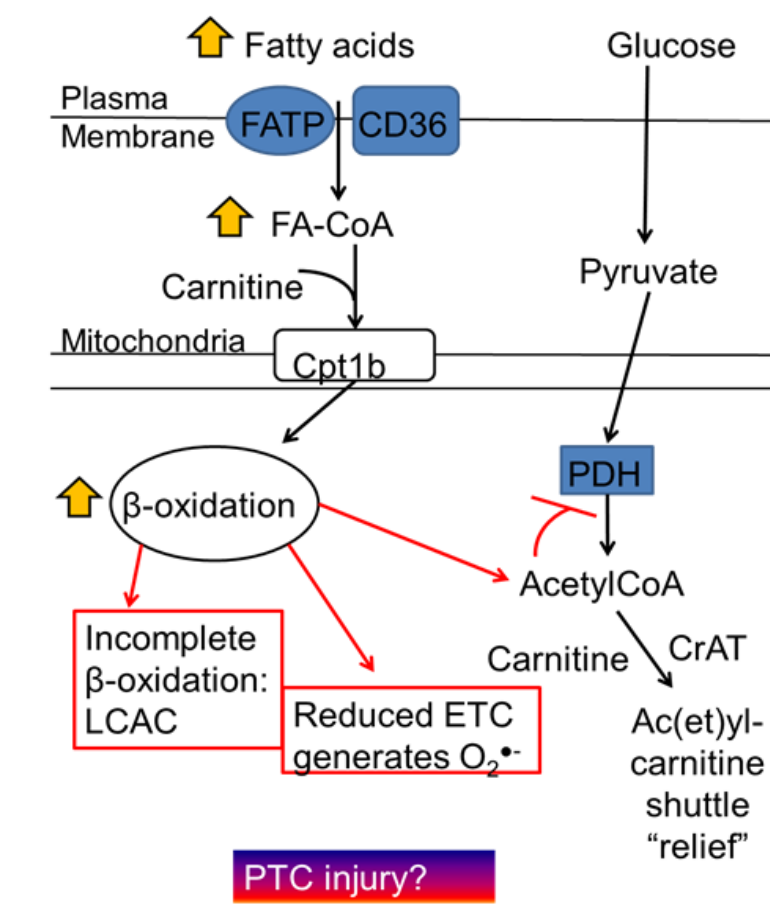 Fatty acids
Glucose
Plasma
Membrane
FATP
CD36
FA-CoA
Carnitine
Pyruvate
Mitochondria
Cpt1b
PDH
β-oxidation
AcetylCoA
Incomplete
β-oxidation:
LCAC
Reduced ETC
generates O₂•-
Carnitine
CrAT
Ac(et)yl-
carnitine
shuttle
“relief”
PTC injury?